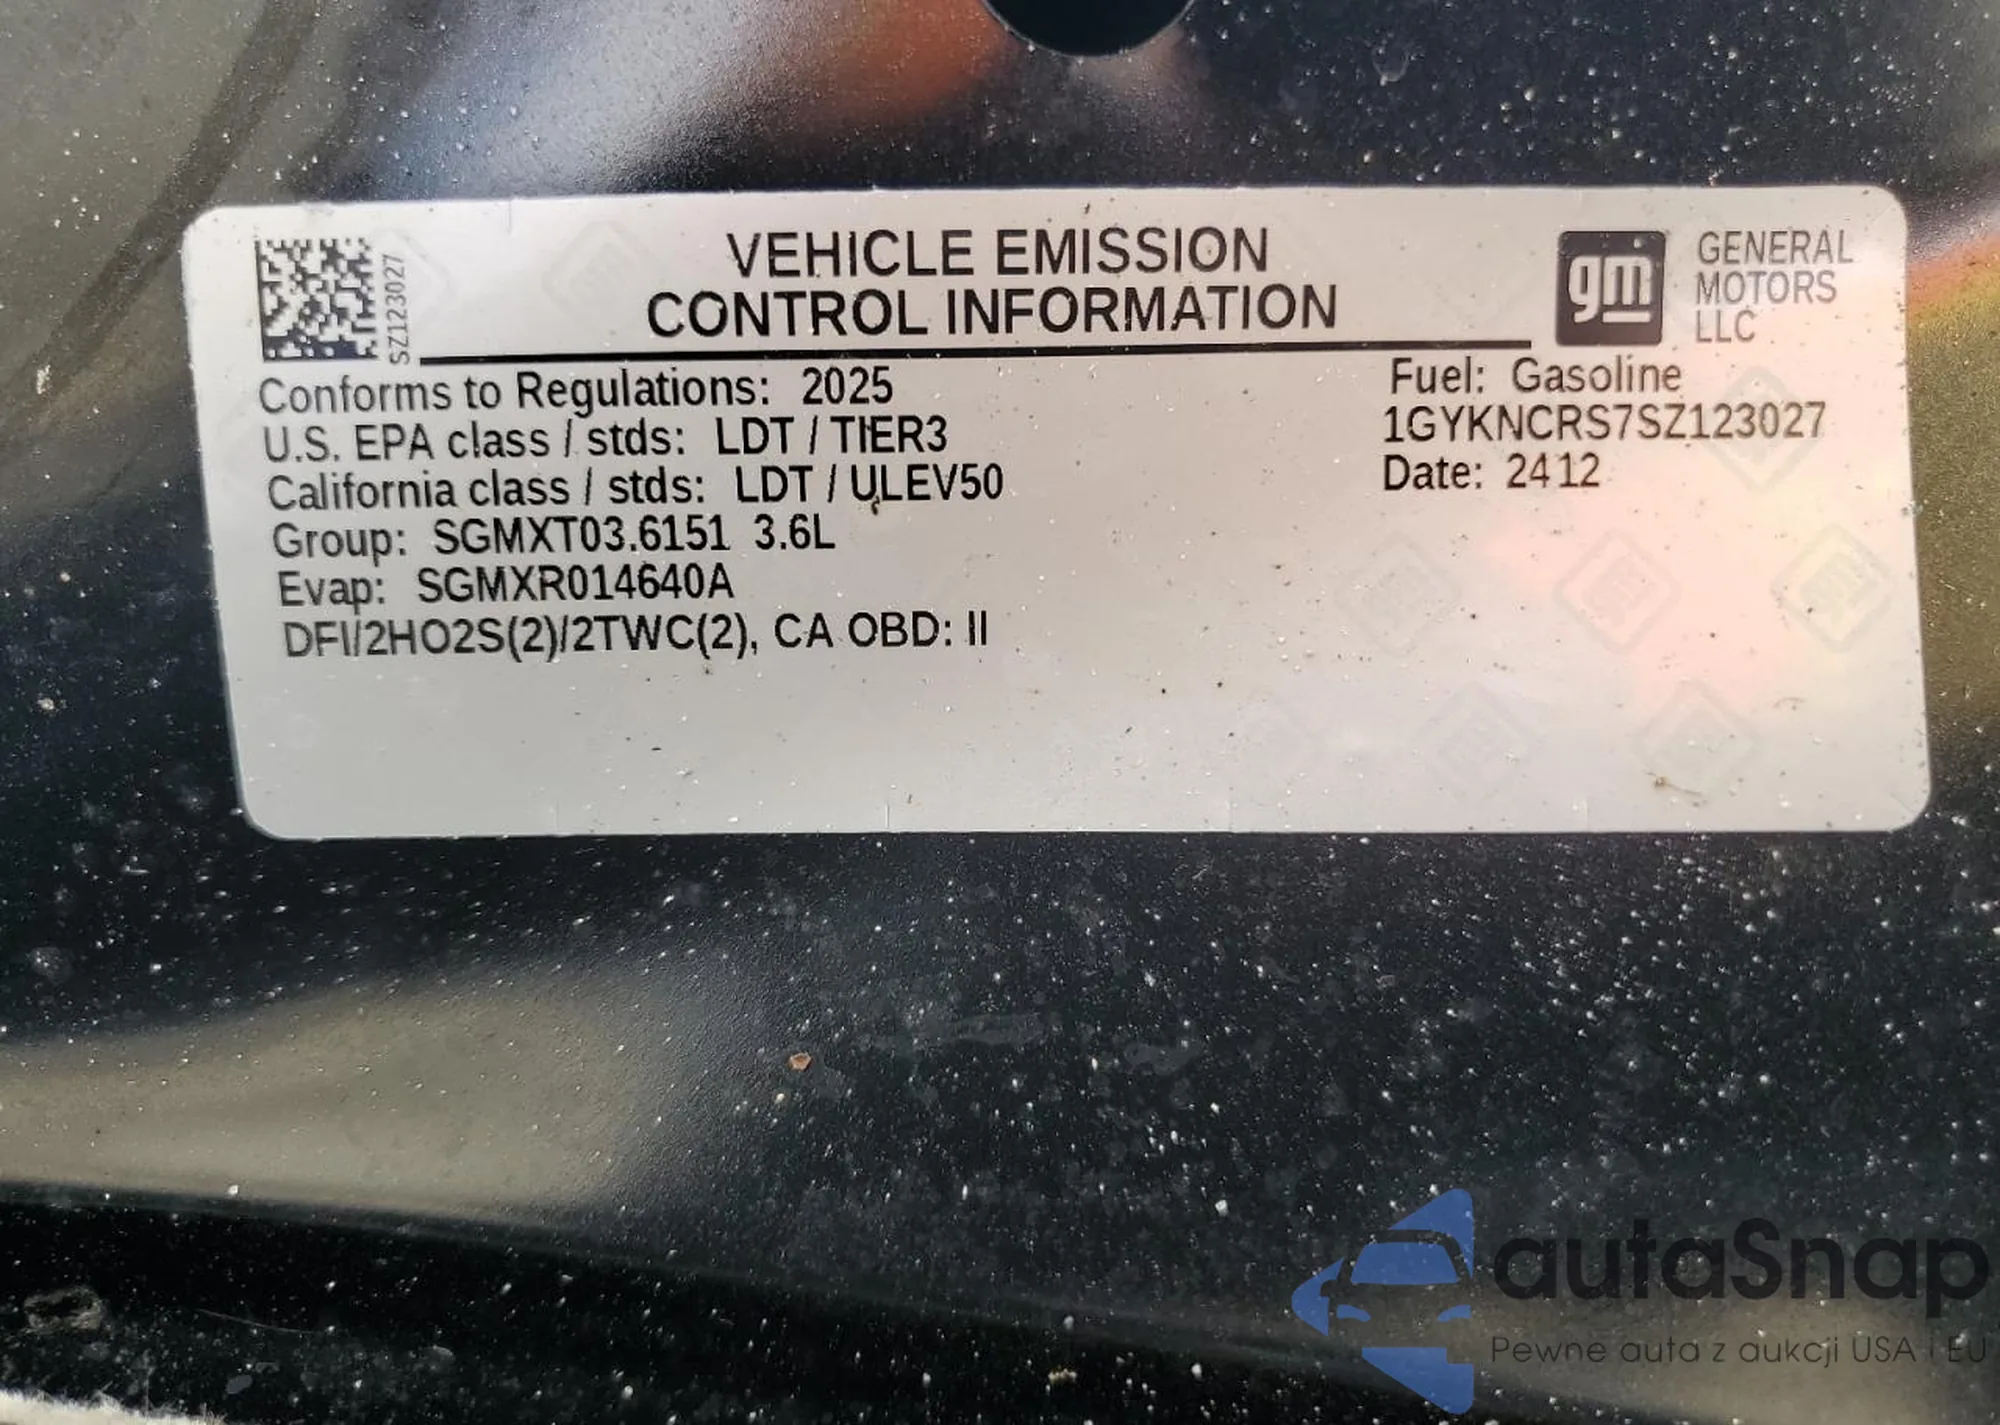 SZ123027
VEHICLE EMISSION
CONTROL INFORMATION
gm
GENERAL
MOTORS
LLC
Conforms to Regulations: 2025
U.S. EPA class / stds: LDT / TIER3
California class / stds: LDT / ULEV50
Group: SGMXT03.6151 3.6L
Evap: SGMXR014640A
DFI/2HO2S(2)/2TWC(2), CA OBD: II
Fuel: Gasoline
1GYKNCRS7SZ123027
Date: 2412
autaSnap
Pewne auta z aukcji USA i EU